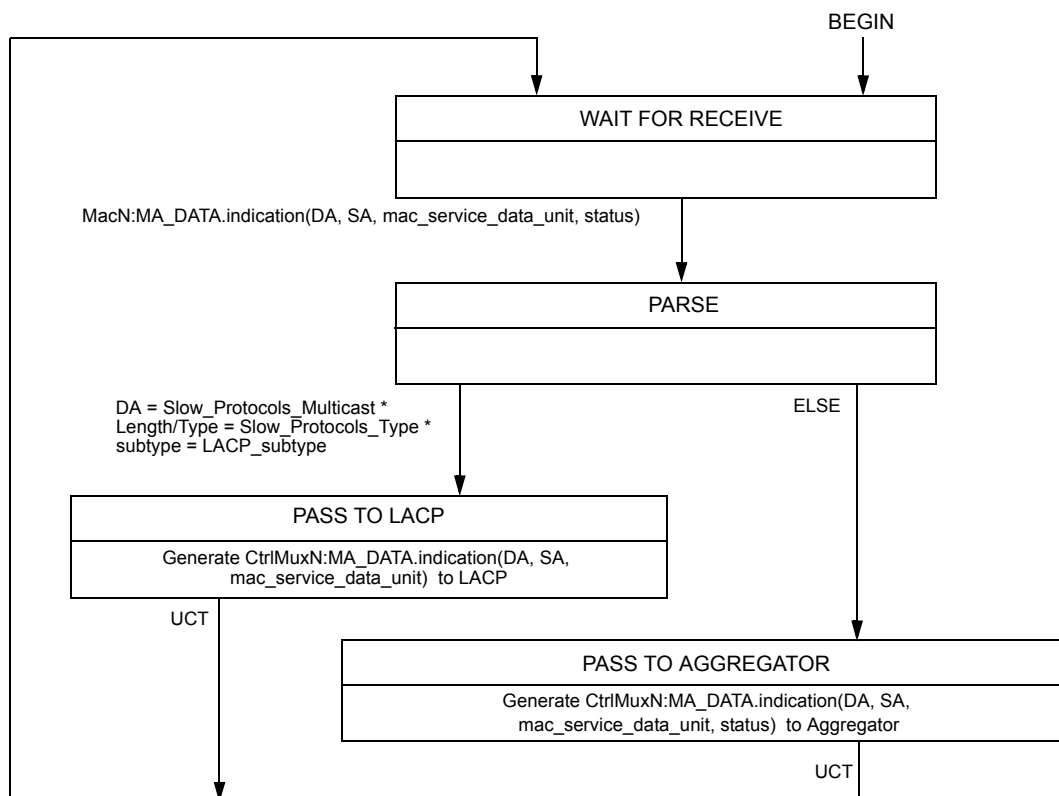 BEGIN
WAIT FOR RECEIVE
MacN:MA_DATA.indication(DA, SA, mac_service_data_unit, status)
PARSE
DA = Slow_Protocols_Multicast *
Length/Type = Slow_Protocols_Type *
subtype = LACP_subtype
ELSE
PASS TO LACP
Generate CtrlMuxN:MA_DATA.indication(DA, SA,
mac_service_data_unit) to LACP
UCT
PASS TO AGGREGATOR
Generate CtrlMuxN:MA_DATA.indication(DA, SA,
mac_service_data_unit, status) to Aggregator
UCT